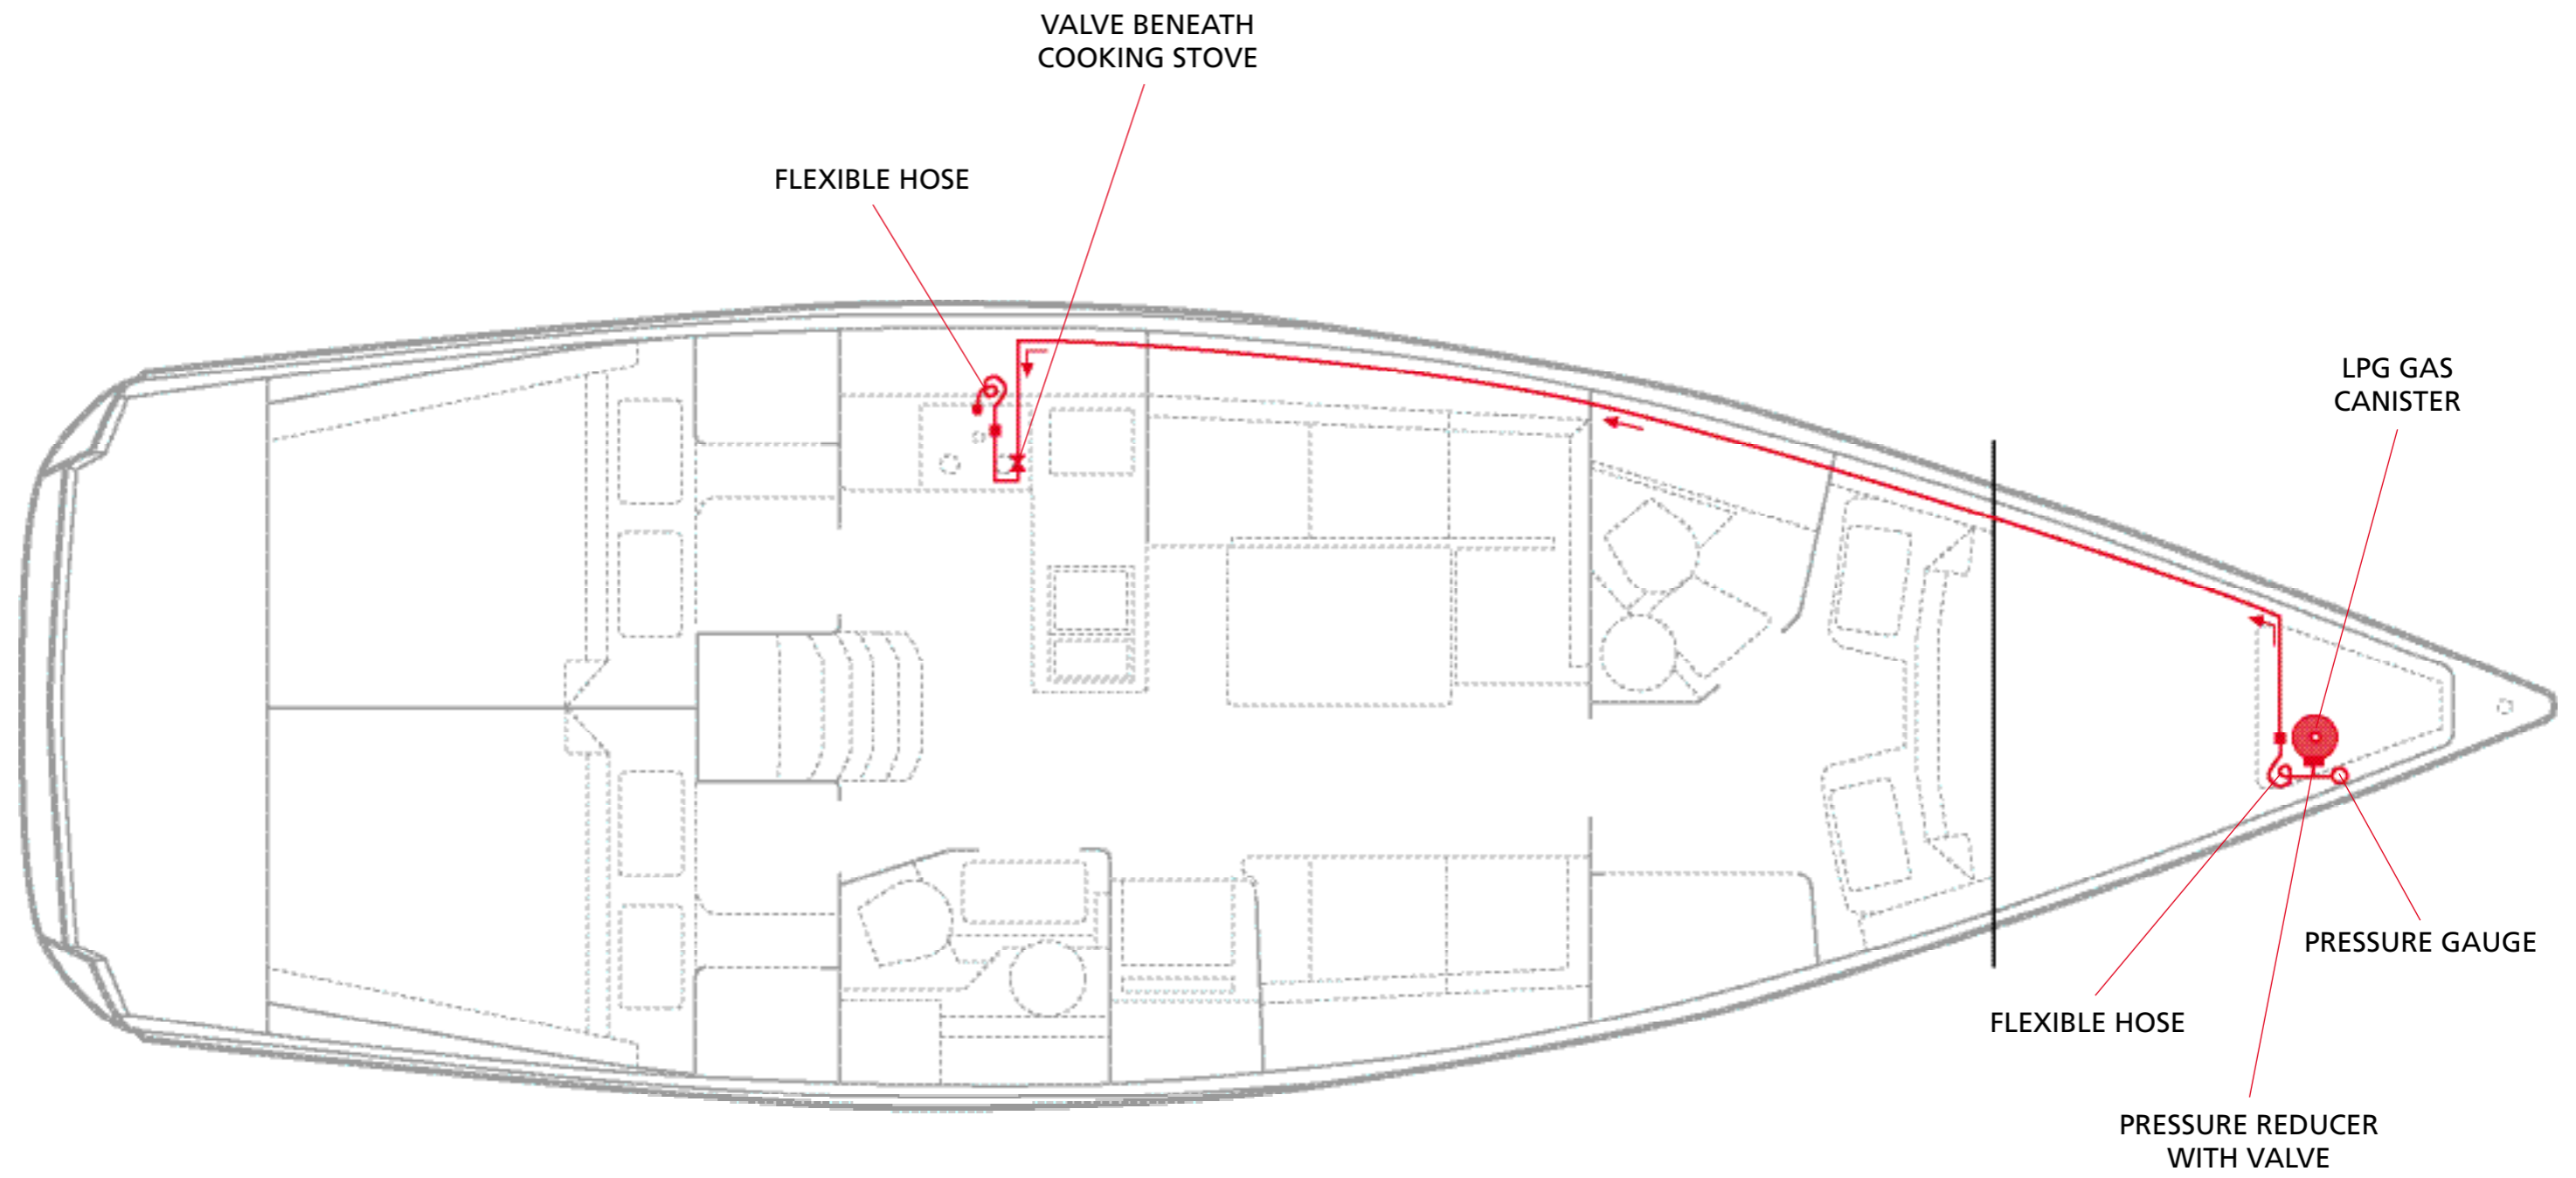 VALVE BENEATH
COOKING STOVE
FLEXIBLE HOSE
LPG GAS
CANISTER
PRESSURE GAUGE
FLEXIBLE HOSE
PRESSURE REDUCER
WITH VALVE